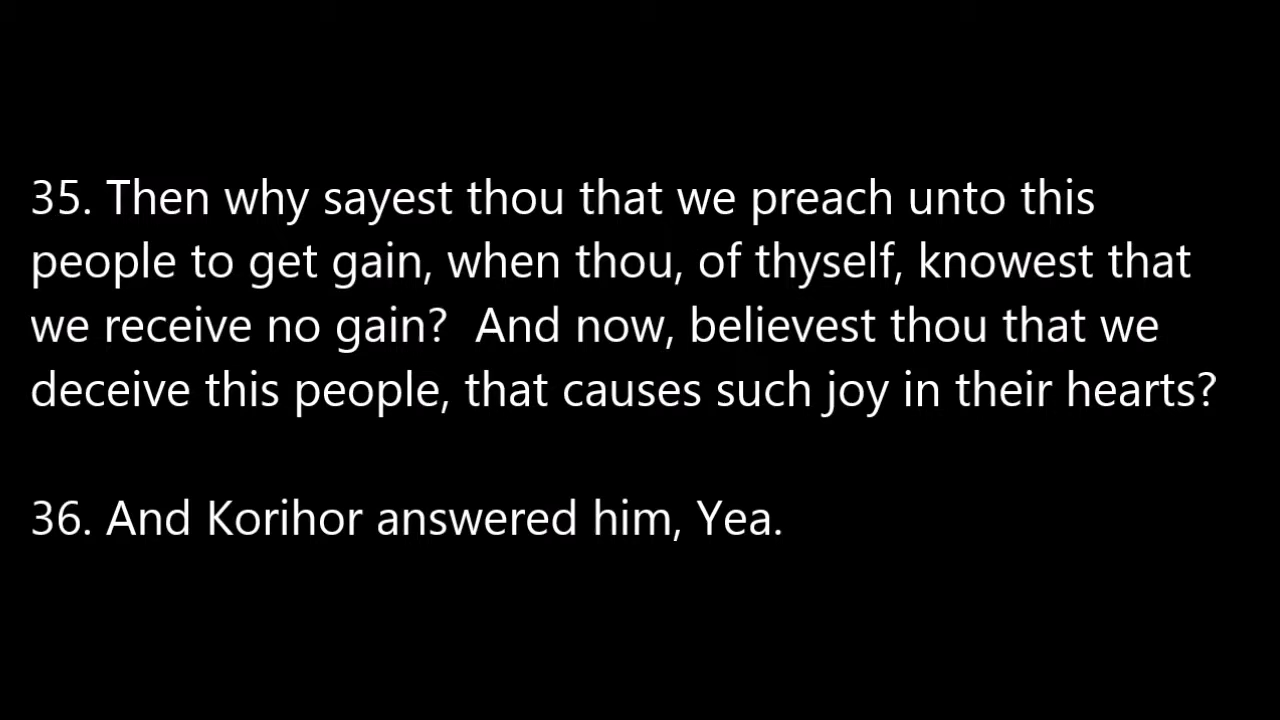 35. Then why sayest thou that we preach unto this
people to get gain, when thou, of thyself, knowest that
we receive no gain?  And now, believest thou that we
deceive this people, that causes such joy in their hearts?
36. And Korihor answered him, Yea.